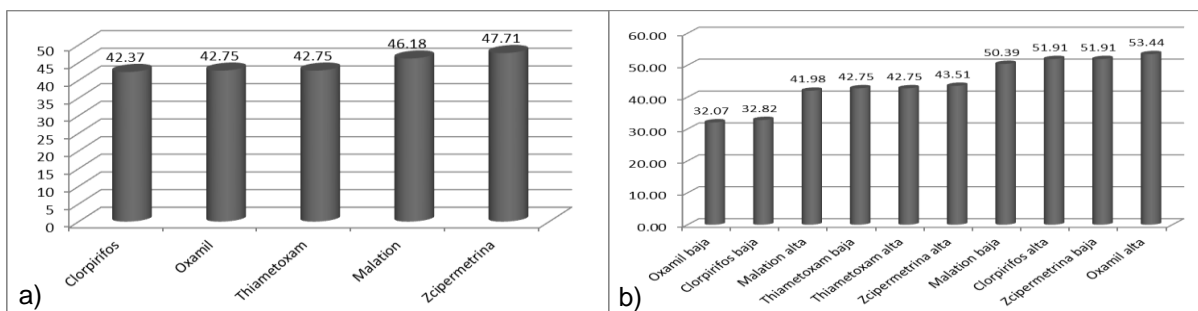 50
45
40
35
30
25
20
15
10
5
0
42.37
42.75
42.75
46.18
47.71
Clorpirifos
Oxamil
Thiametoxam
Malation
Zcipermetrina
a)
60.00
50.00
40.00
30.00
20.00
10.00
0.00
32.07
32.82
41.98
42.75
42.75
43.51
50.39
51.91
51.91
53.44
Oxamil baja
Clorpirifos baja
Malation alta
Thiametoxam baja
Thiametoxam alta
Zcipermetrina alta
Malation baja
Clorpirifos alta
Zcipermetrina baja
Oxamil alta
b)